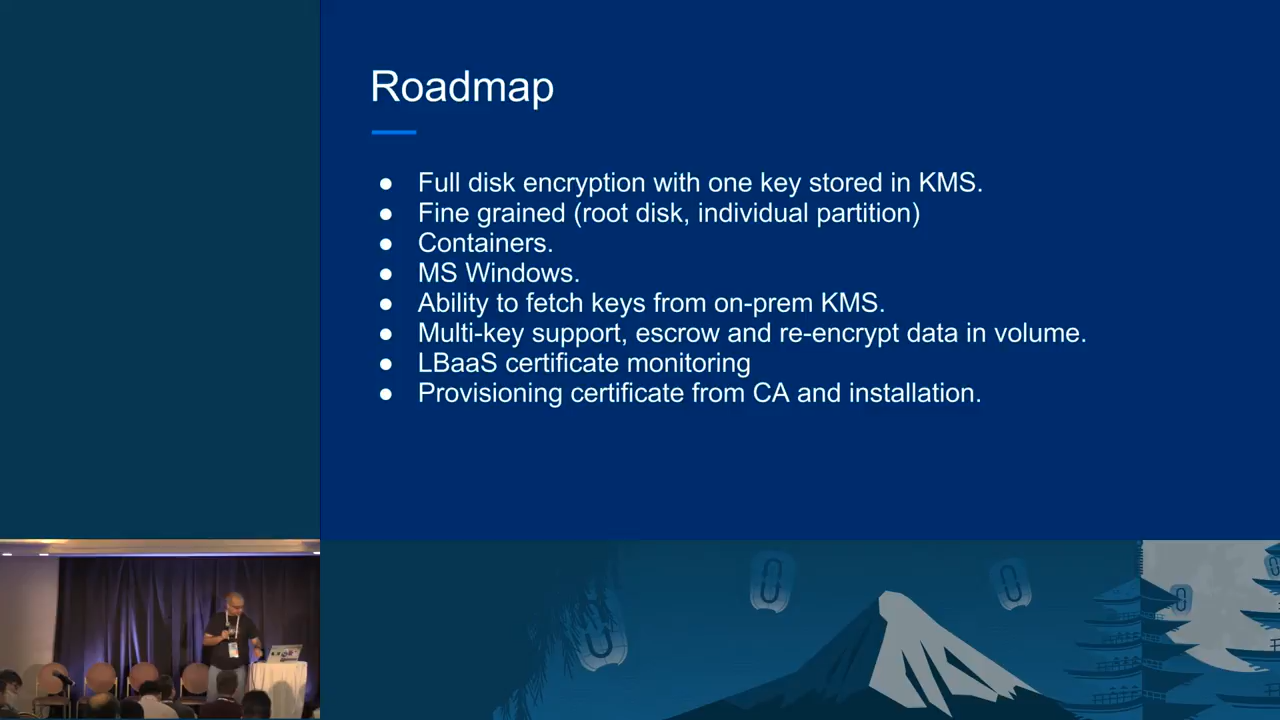 Roadmap
● Full disk encryption with one key stored in KMS.
● Fine grained (root disk, individual partition)
● Containers.
● MS Windows.
● Ability to fetch keys from on-prem KMS.
● Multi-key support, escrow and re-encrypt data in volume.
● LBaaS certificate monitoring
● Provisioning certificate from CA and installation.